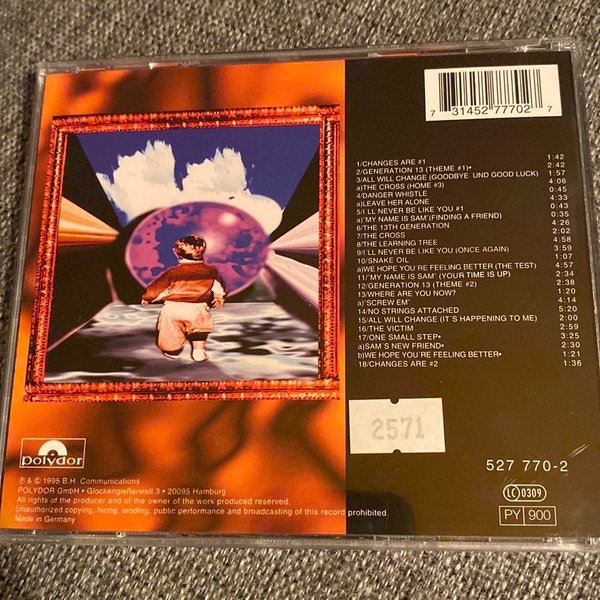 7 31452 77702 7
1/CHANGES ARE #1 1:42
2/GENERATION 13 (THEME #1)• 2:42
3/ALL WILL CHANGE (GOODBYE UND GOOD LUCK) 1:57
a)THE CROSS (HOME #3) 4:06
4/DANGER WHISTLE 0:45
a)LEAVE HER ALONE 4:33
5/I'LL NEVER BE LIKE YOU #1 0:43
a)"MY NAME IS SAM"(FINDING A FRIEND) 0:35
6/THE 13TH GENERATION 4:26
7/THE CROSS 2:02
8/THE LEARNING TREE 4:58
9/I'LL NEVER BE LIKE YOU (ONCE AGAIN) 3:59
10/SNAKE OIL 1:07
a)WE HOPE YOU'RE FEELING BETTER (THE TEST) 4:57
11/"MY NAME IS SAM" (YOUR TIME IS UP) 2:34
12/GENERATION 13 (THEME #2) 2:38
13/WHERE ARE YOU NOW? 1:20
a)"SCREW EM" 4:14
14/NO STRINGS ATTACHED
15/ALL WILL CHANGE (IT'S HAPPENING TO ME) 2:00
16/THE VICTIM 2:59
17/ONE SMALL STEP• 3:25
a)SAM'S NEW FRIEND• 2:30
b)WE HOPE YOU'RE FEELING BETTER• 1:21
18/CHANGES ARE #2 1:36
2571
polydor
527 770-2
℗ & © 1995 B.H. Communications
POLYDOR GmbH • Glockengießerwall 3 • 20095 Hamburg.
All rights of the producer and of the owner of the work produced reserved.
Unauthorized copying, hiring, lending, public performance and broadcasting of this record prohibited.
Made in Germany
LC 0309
PY 900